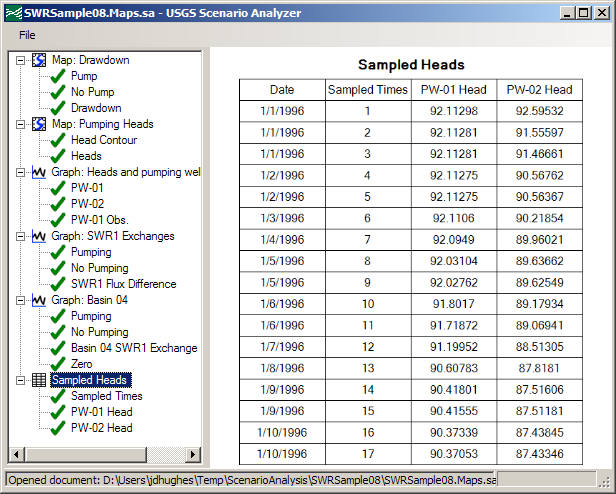 SWRSample08.Maps.sa - USGS Scenario Analyzer
File
Map: Drawdown
Pump
No Pump
Drawdown
Map: Pumping Heads
Head Contour
Heads
Graph: Heads and pumping wel
PW-01
PW-02
PW-01 Obs.
Graph: SWR1 Exchanges
Pumping
No Pumping
SWR1 Flux Difference
Graph: Basin 04
Pumping
No Pumping
Basin 04 SWR1 Exchange
Zero
Sampled Heads
Sampled Times
PW-01 Head
PW-02 Head
Sampled Heads
Date Sampled Times PW-01 Head PW-02 Head
1/1/1996 1 92.11298 92.59532
1/1/1996 2 92.11281 91.55597
1/1/1996 3 92.11281 91.46661
1/2/1996 4 92.11275 90.56762
1/2/1996 5 92.11275 90.56367
1/3/1996 6 92.1106 90.21854
1/4/1996 7 92.0949 89.96021
1/5/1996 8 92.03104 89.63662
1/5/1996 9 92.02762 89.62549
1/6/1996 10 91.8017 89.17934
1/6/1996 11 91.71872 89.06941
1/7/1996 12 91.19952 88.51305
1/8/1996 13 90.60783 87.8181
1/9/1996 14 90.41801 87.51606
1/9/1996 15 90.41555 87.51181
1/10/1996 16 90.37339 87.43845
1/10/1996 17 90.37053 87.43346
Opened document: D:\Users\jdhughes\Temp\ScenarioAnalysis\SWRSample08\SWRSample08.Maps.sa